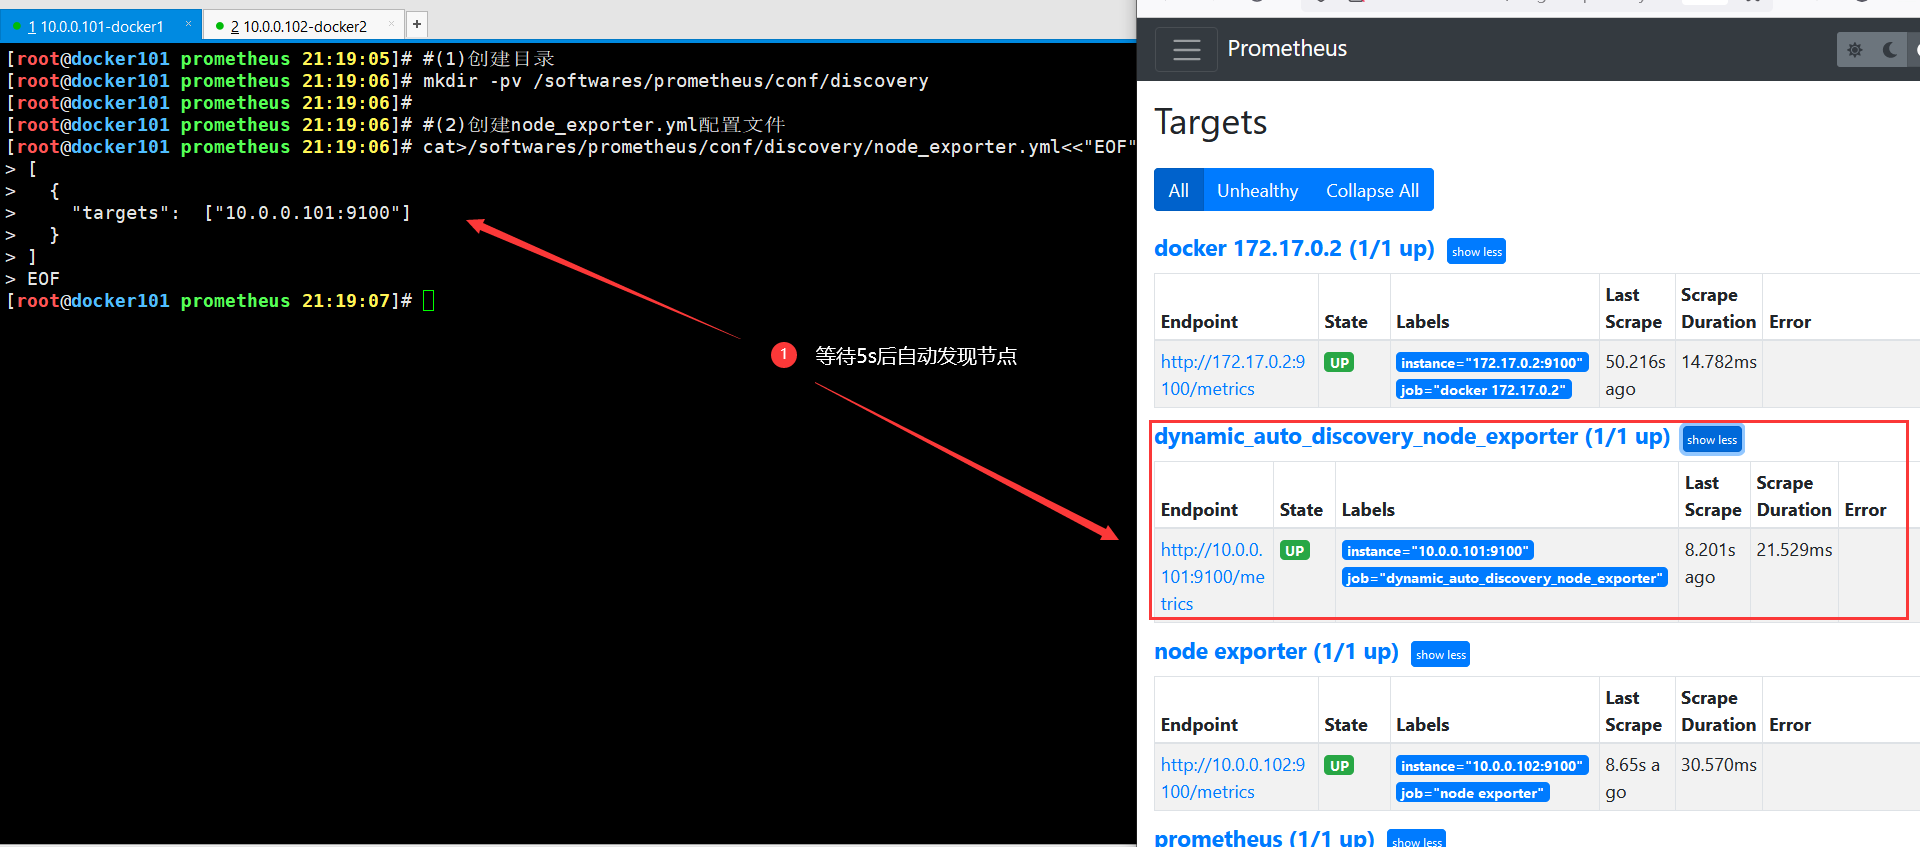 1 10.0.0.101-docker1 × 2 10.0.0.102-docker2 × +
[root@docker101 prometheus 21:19:05]# #(1)创建目录
[root@docker101 prometheus 21:19:06]# mkdir -pv /softwares/prometheus/conf/discovery
[root@docker101 prometheus 21:19:06]#
[root@docker101 prometheus 21:19:06]# #(2)创建node_exporter.yml配置文件
[root@docker101 prometheus 21:19:06]# cat>/softwares/prometheus/conf/discovery/node_exporter.yml<<"EOF"
> [
>   {
>     "targets":  ["10.0.0.101:9100"]
>   }
> ]
> EOF
[root@docker101 prometheus 21:19:07]#
1 等待5s后自动发现节点
Prometheus
Targets
All Unhealthy Collapse All
docker 172.17.0.2 (1/1 up) show less
Last Scrape
Endpoint State Labels Scrape Duration Error
http://172.17.0.2:9 UP instance="172.17.0.2:9100" 50.216s 14.782ms
100/metrics job="docker 172.17.0.2" ago
dynamic_auto_discovery_node_exporter (1/1 up) show less
Last Scrape
Endpoint State Labels Scrape Duration Error
http://10.0.0. UP instance="10.0.0.101:9100" 8.201s 21.529ms
101:9100/me job="dynamic_auto_discovery_node_exporter" ago
trics
node exporter (1/1 up) show less
Last Scrape
Endpoint State Labels Scrape Duration Error
http://10.0.0.102:9 UP instance="10.0.0.102:9100" 8.65s a 30.570ms
100/metrics job="node exporter" go
prometheus (1/1 up) show less